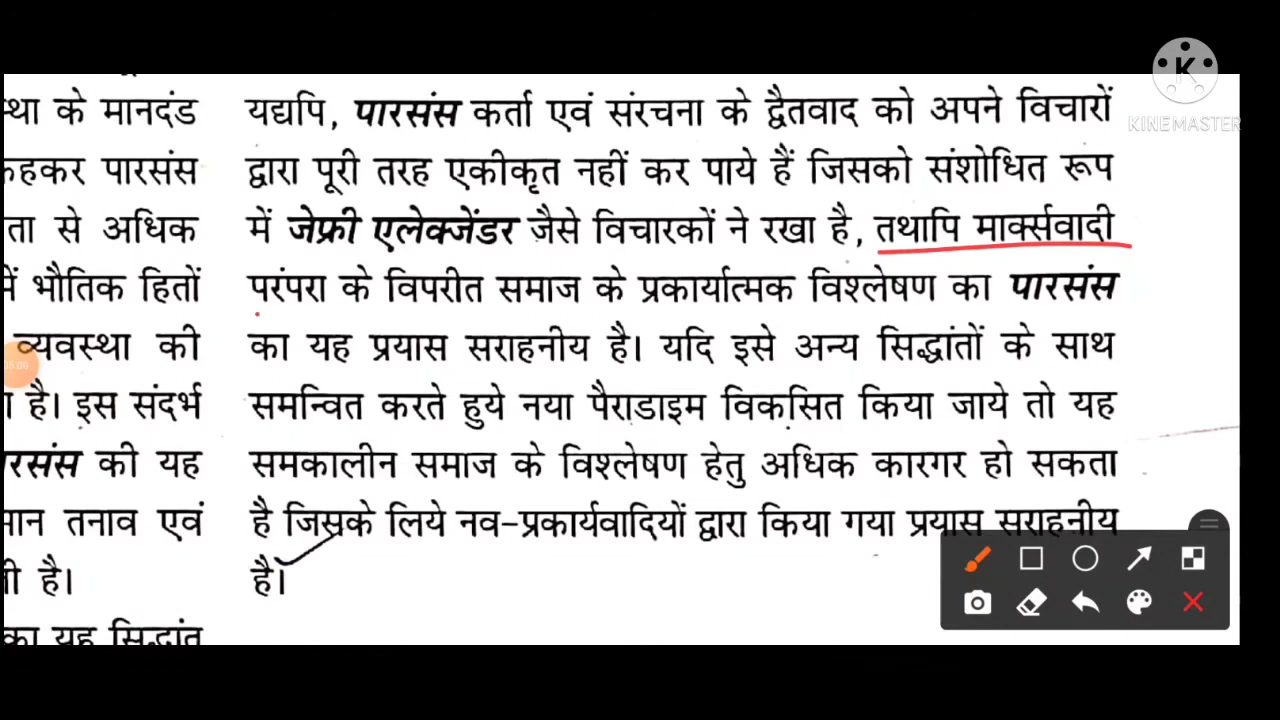 स्था के मानदंड
कहकर पारसंस
ता से अधिक
में भौतिक हितों
व्यवस्था की
है। इस संदर्भ
रसंस की यह
मान तनाव एवं
है।
का यह सिद्धांत
यद्यपि, पारसंस कर्ता एवं संरचना के द्वैतवाद को अपने विचारों
द्वारा पूरी तरह एकीकृत नहीं कर पाये हैं जिसको संशोधित रूप
में जेफ्री एलेक्जेंडर जैसे विचारकों ने रखा है, तथापि मार्क्सवादी
परंपरा के विपरीत समाज के प्रकार्यात्मक विश्लेषण का पारसंस
का यह प्रयास सराहनीय है। यदि इसे अन्य सिद्धांतों के साथ
समन्वित करते हुये नया पैराडाइम विकसित किया जाये तो यह
समकालीन समाज के विश्लेषण हेतु अधिक कारगर हो सकता
है जिसके लिये नव-प्रकार्यवादियों द्वारा किया गया प्रयास सराहनीय
है।
K
KINEMASTER